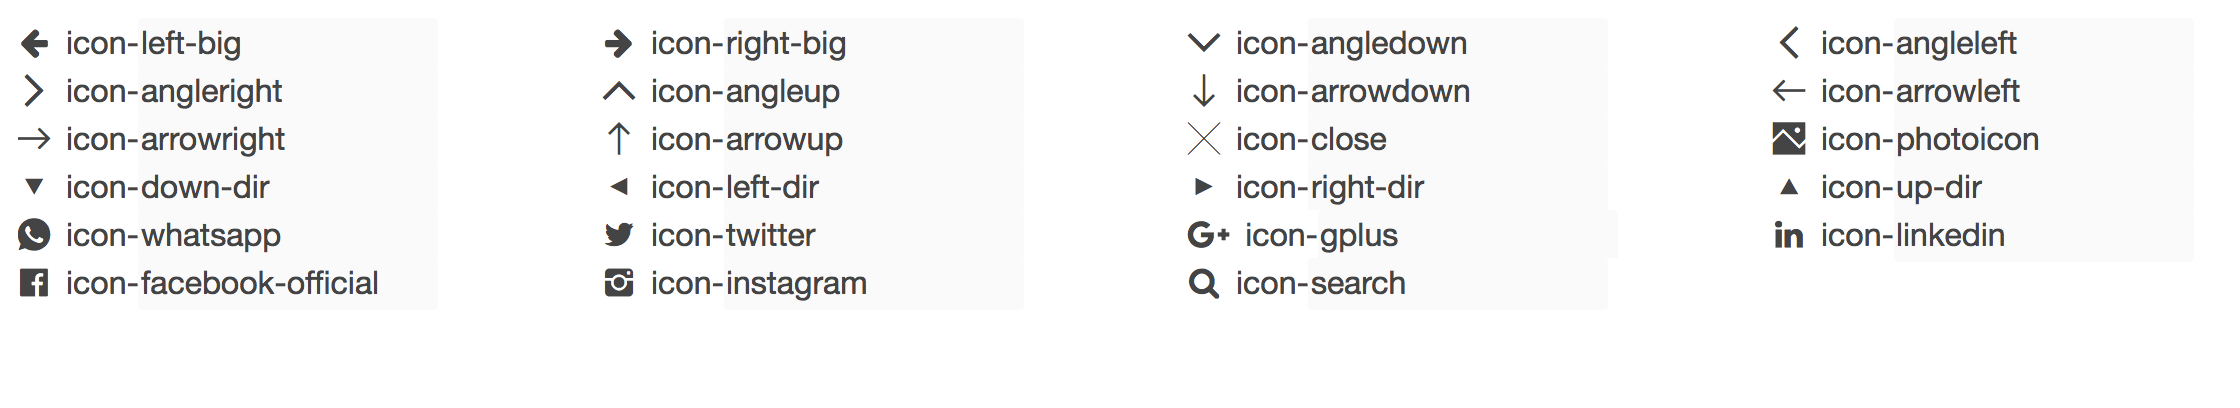 icon-left-big icon-right-big icon-angledown icon-angleleft
icon-angleright icon-angleup icon-arrowdown icon-arrowleft
icon-arrowright icon-arrowup icon-close icon-photoicon
icon-down-dir icon-left-dir icon-right-dir icon-up-dir
icon-whatsapp icon-twitter icon-gplus icon-linkedin
icon-facebook-official icon-instagram icon-search